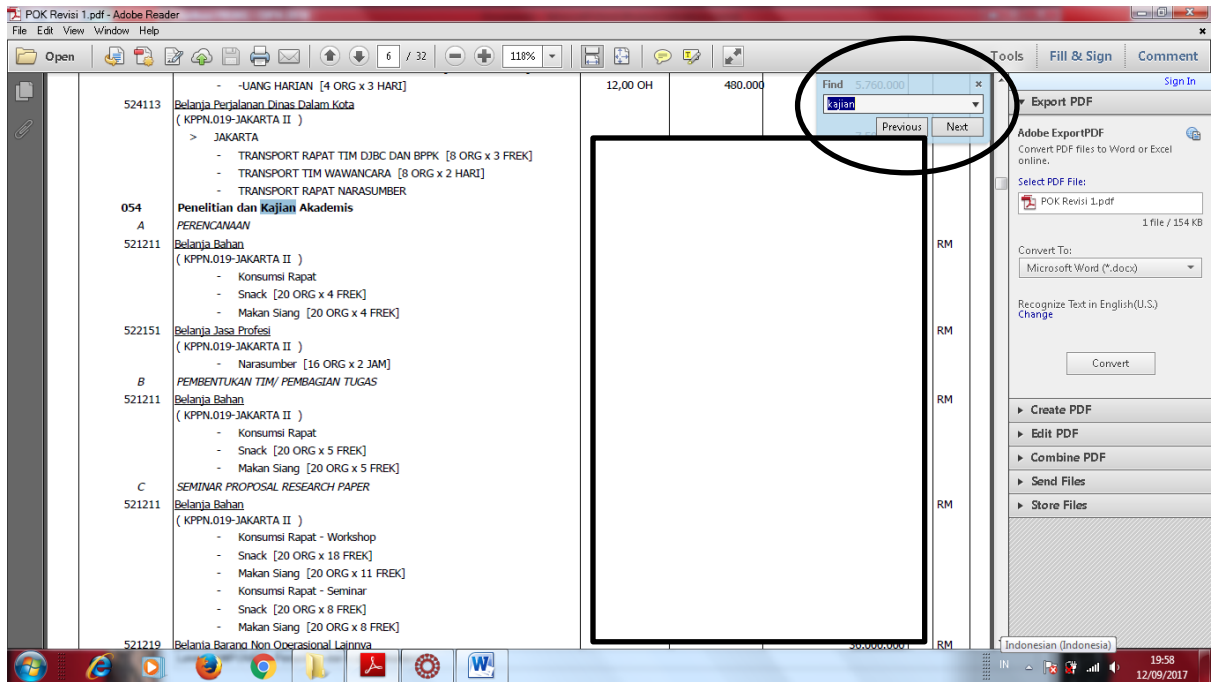 POK Revisi 1.pdf - Adobe Reader
File Edit View Window Help
Open 6 / 32 118% Tools Fill & Sign Comment
- -UANG HARIAN [4 ORG x 3 HARI] 12,00 OH 480.000
524113 Belanja Perjalanan Dinas Dalam Kota
( KPPN.019-JAKARTA II )
> JAKARTA
- TRANSPORT RAPAT TIM DJBC DAN BPPK [8 ORG x 3 FREK]
- TRANSPORT TIM WAWANCARA [8 ORG x 2 HARI]
- TRANSPORT RAPAT NARASUMBER
054 Penelitian dan Kajian Akademis
A PERENCANAAN
521211 Belanja Bahan RM
( KPPN.019-JAKARTA II )
- Konsumsi Rapat
- Snack [20 ORG x 4 FREK]
- Makan Siang [20 ORG x 4 FREK]
522151 Belanja Jasa Profesi RM
( KPPN.019-JAKARTA II )
- Narasumber [16 ORG x 2 JAM]
B PEMBENTUKAN TIM/ PEMBAGIAN TUGAS
521211 Belanja Bahan RM
( KPPN.019-JAKARTA II )
- Konsumsi Rapat
- Snack [20 ORG x 5 FREK]
- Makan Siang [20 ORG x 5 FREK]
C SEMINAR PROPOSAL RESEARCH PAPER
521211 Belanja Bahan RM
( KPPN.019-JAKARTA II )
- Konsumsi Rapat - Workshop
- Snack [20 ORG x 18 FREK]
- Makan Siang [20 ORG x 11 FREK]
- Konsumsi Rapat - Seminar
- Snack [20 ORG x 8 FREK]
- Makan Siang [20 ORG x 8 FREK]
521219 Belanja Barang Non Operasional Lainnya 30.000.000 RM
Find 5.760.000
kajian
Previous Next
Sign In
Export PDF
Adobe ExportPDF
Convert PDF files to Word or Excel
online.
Select PDF File:
POK Revisi 1.pdf
1 file / 154 KB
Convert To:
Microsoft Word (*.docx)
Recognize Text in English(U.S.)
Change
Convert
Create PDF
Edit PDF
Combine PDF
Send Files
Store Files
Indonesian (Indonesia)
IN
19:58
12/09/2017